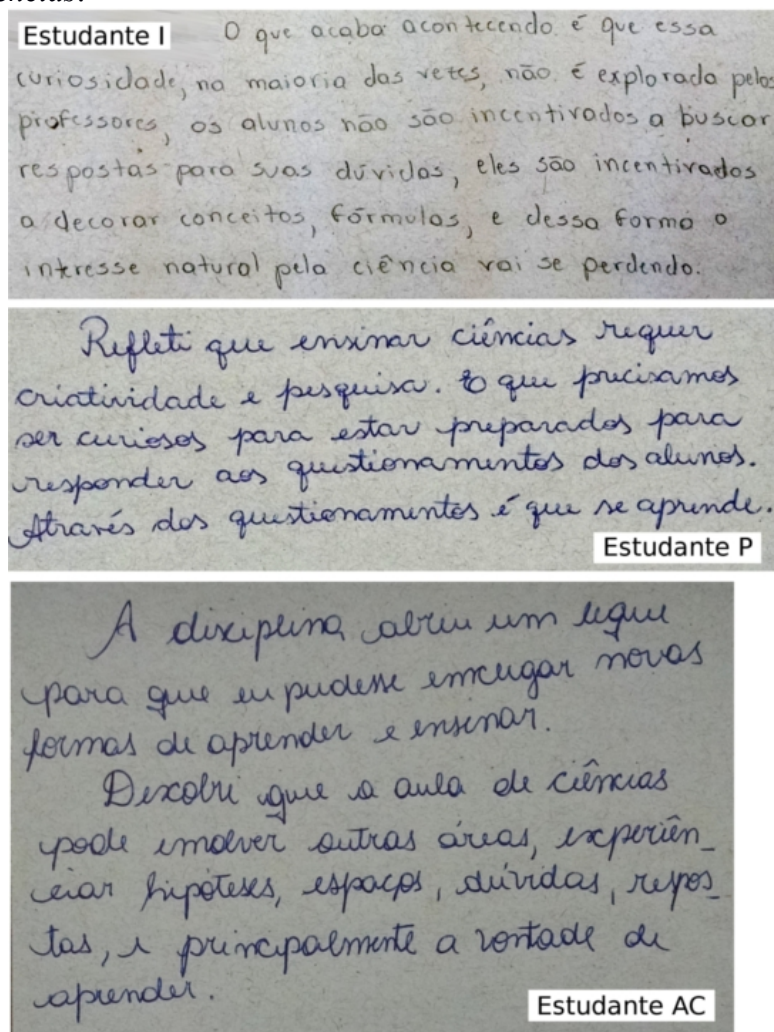 Estudante I
O que acaba acontecendo é que essa
curiosidade, na maioria das vezes, não é explorada pelos
professores, os alunos não são incentivados a buscar
respostas para suas dúvidas, eles são incentivados
a decorar conceitos, fórmulas, e dessa forma o
interesse natural pela ciência vai se perdendo.
Refleti que ensinar ciências requer
criatividade e pesquisa. E que precisamos
ser curiosos para estar preparados para
responder aos questionamentos dos alunos.
Através dos questionamentos é que se aprende.
Estudante P
A disciplina abriu um leque
para que eu pudesse enxergar novas
formas de aprender e ensinar.
Descobri que a aula de ciências
pode envolver outras áreas, experiên_
ciar hipóteses, espaços, dúvidas, respos_
tas, e principalmente a vontade de
aprender.
Estudante AC